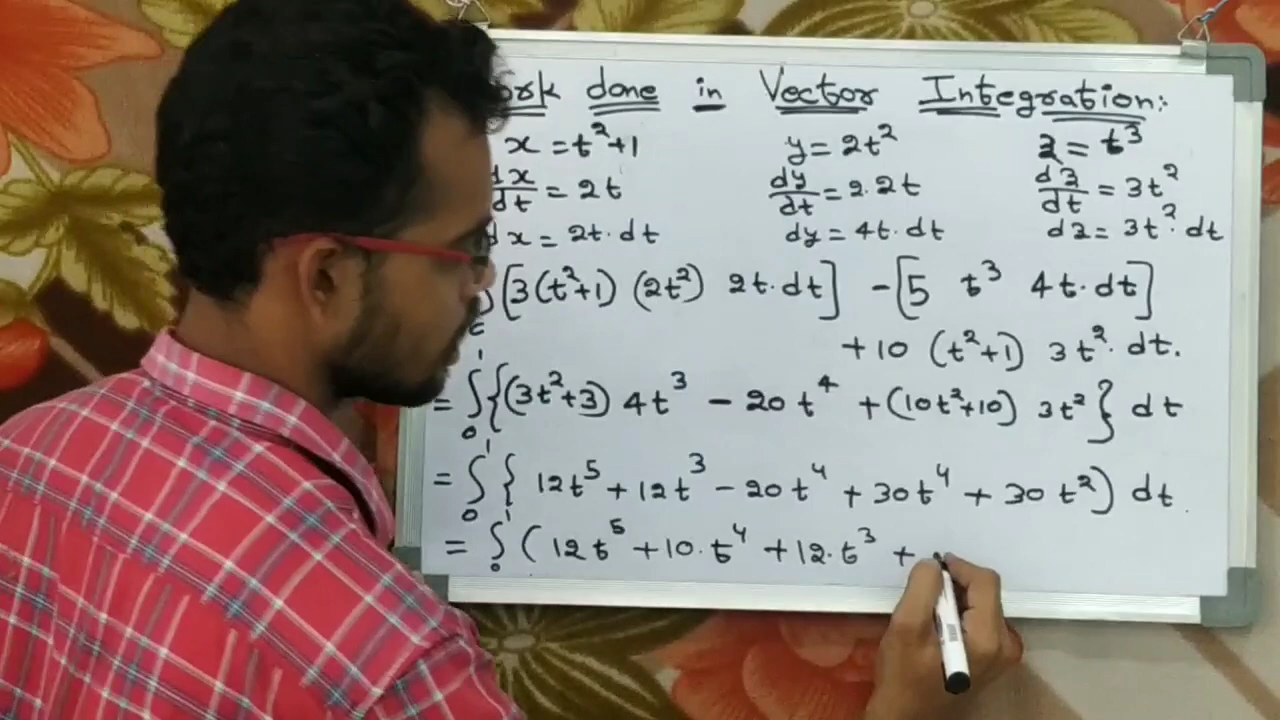 ork done in Vector Integration:
x = t²+1 y = 2t² z = t³
dx/dt = 2t dy/dt = 2.2t dz/dt = 3t²
dx = 2t·dt dy = 4t·dt dz = 3t²·dt
∫c [3(t²+1) (2t²) 2t·dt] - [5 t³ 4t·dt]
+10 (t²+1) 3t²·dt.
= ∫₀¹ {(3t²+3) 4t³ - 20t⁴ + (10t²+10) 3t²} dt
= ∫₀¹ { 12t⁵ + 12t³ - 20t⁴ + 30t⁴ + 30t²) dt
= ∫₀¹ ( 12t⁵ + 10·t⁴ + 12·t³ +